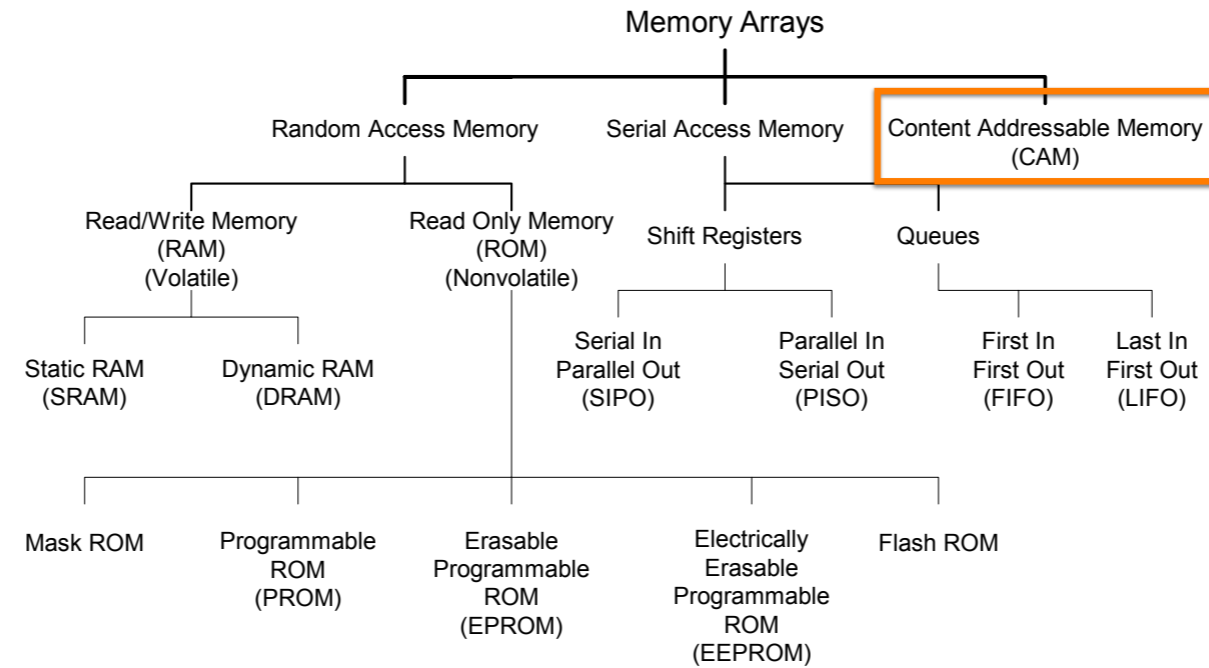 Memory Arrays
Random Access Memory
Serial Access Memory
Content Addressable Memory
(CAM)
Read/Write Memory
(RAM)
(Volatile)
Read Only Memory
(ROM)
(Nonvolatile)
Shift Registers
Queues
Static RAM
(SRAM)
Dynamic RAM
(DRAM)
Serial In
Parallel Out
(SIPO)
Parallel In
Serial Out
(PISO)
First In
First Out
(FIFO)
Last In
First Out
(LIFO)
Mask ROM
Programmable
ROM
(PROM)
Erasable
Programmable
ROM
(EPROM)
Electrically
Erasable
Programmable
ROM
(EEPROM)
Flash ROM